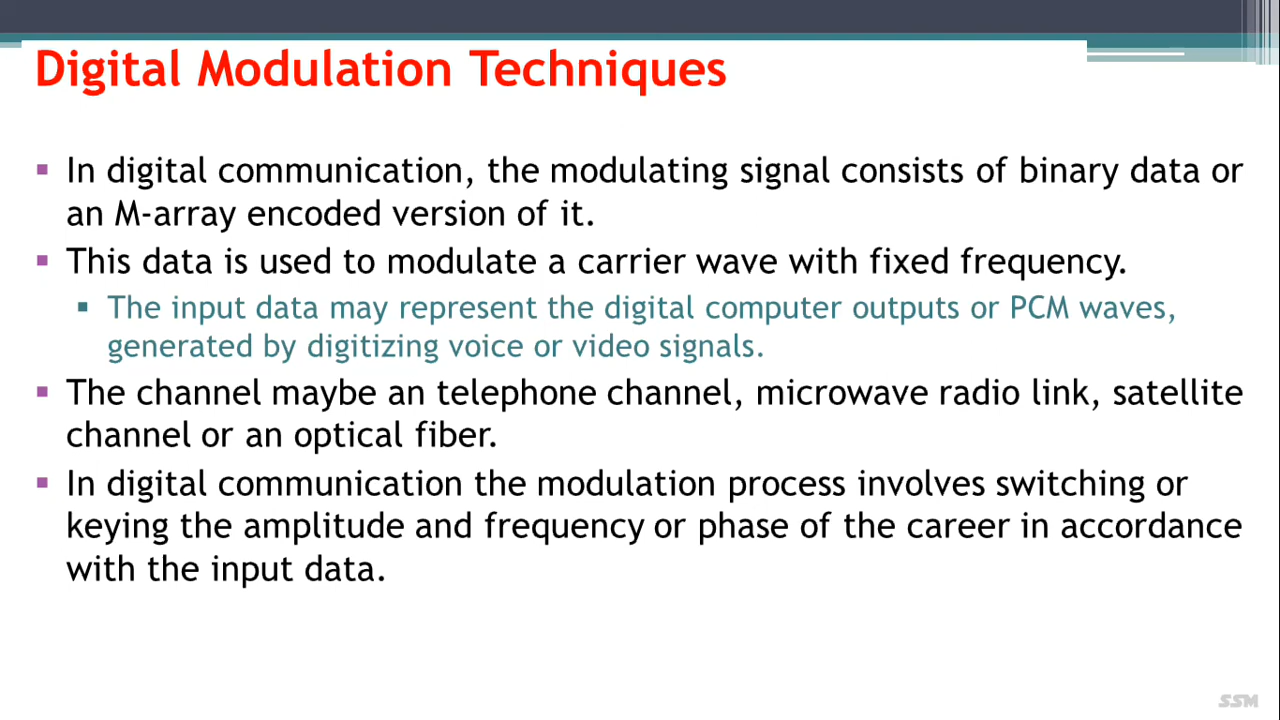 Digital Modulation Techniques
In digital communication, the modulating signal consists of binary data or
an M-array encoded version of it.
This data is used to modulate a carrier wave with fixed frequency.
The input data may represent the digital computer outputs or PCM waves,
generated by digitizing voice or video signals.
The channel maybe an telephone channel, microwave radio link, satellite
channel or an optical fiber.
In digital communication the modulation process involves switching or
keying the amplitude and frequency or phase of the career in accordance
with the input data.
SSM